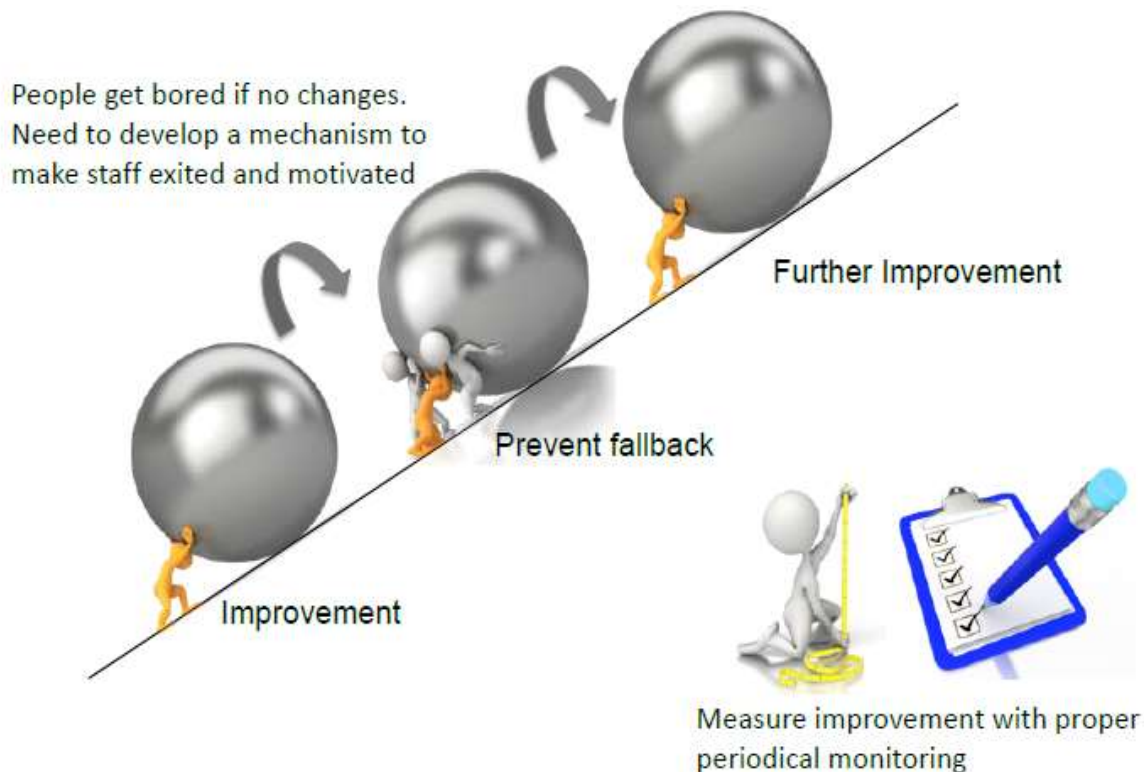 People get bored if no changes.
Need to develop a mechanism to
make staff exited and motivated
Further Improvement
Prevent fallback
Improvement
Measure improvement with proper
periodical monitoring